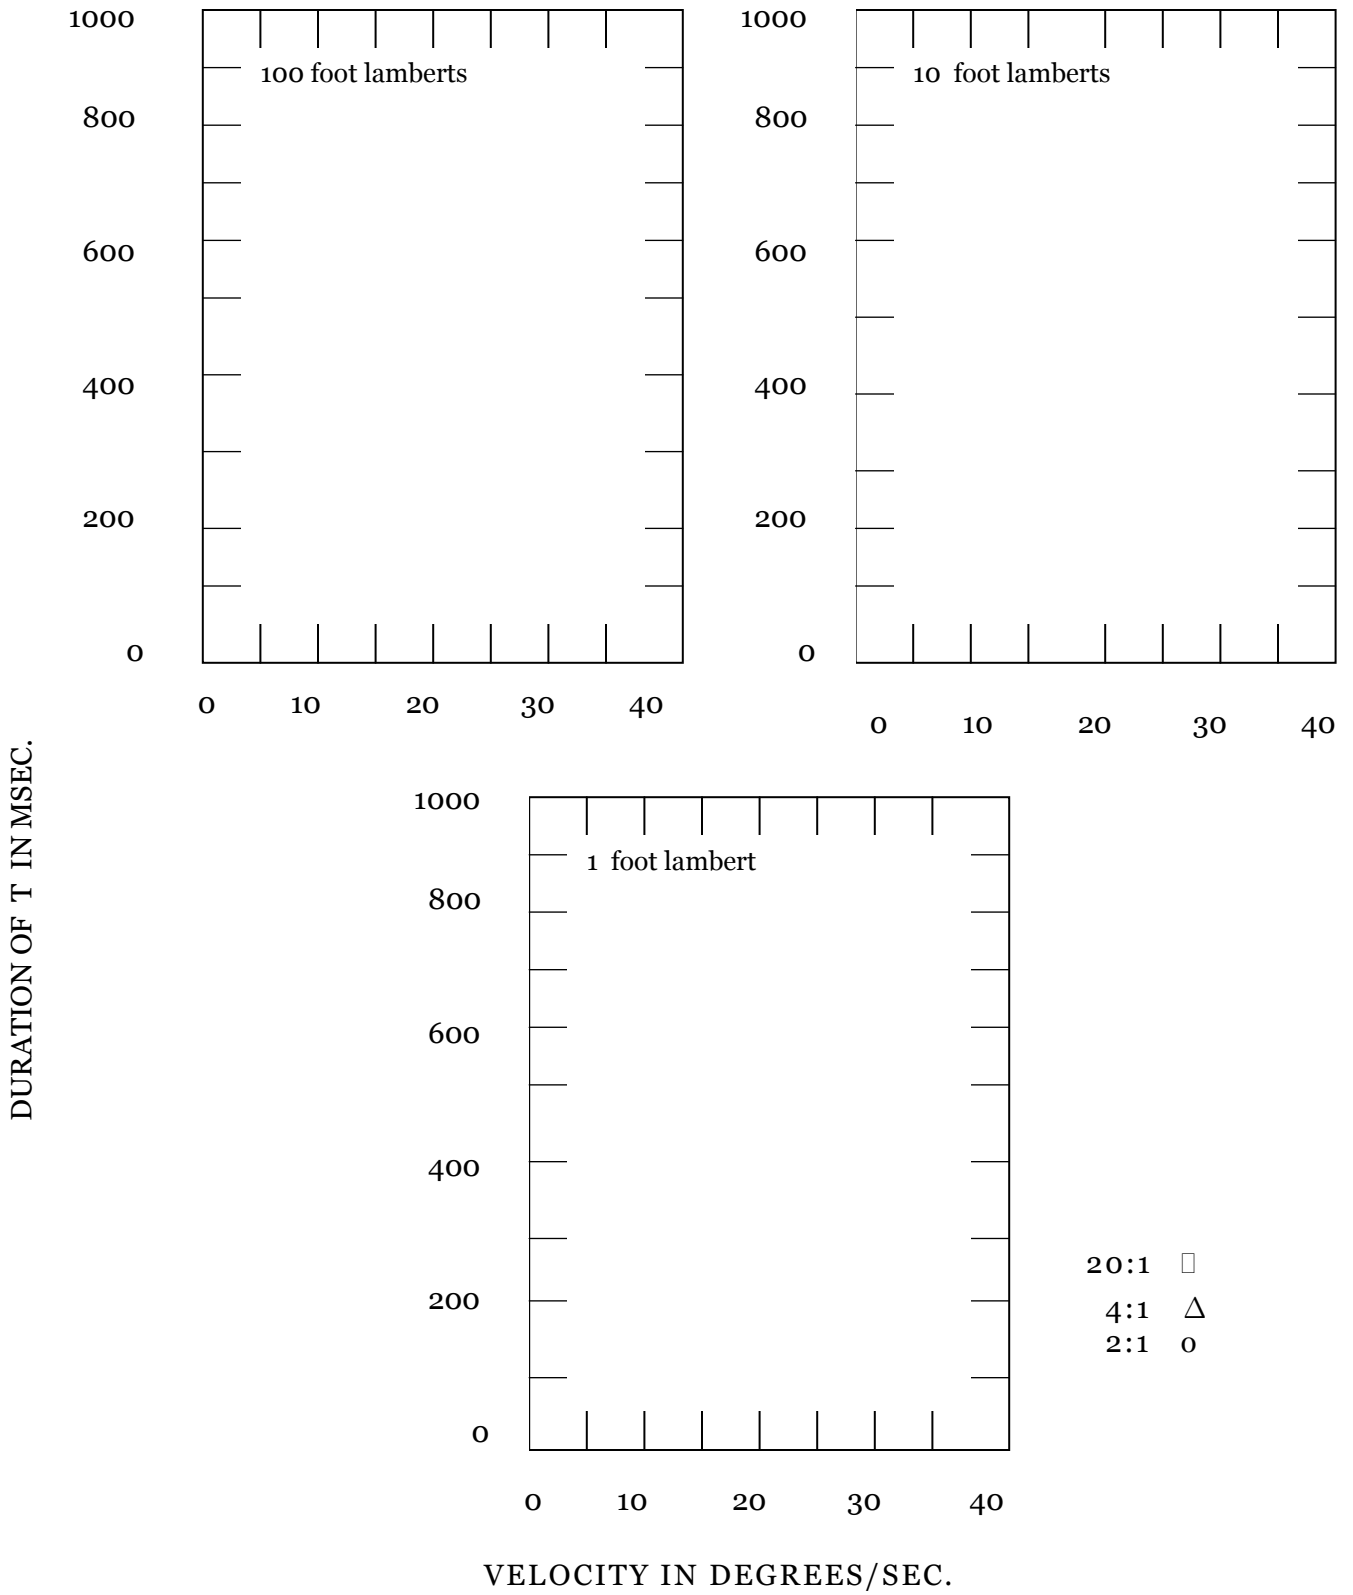 1000
100 foot lamberts
800
600
400
200
0
0 10 20 30 40
1000
10 foot lamberts
800
600
400
200
0
0 10 20 30 40
DURATION OF T IN MSEC.
1000
1 foot lambert
800
600
400
200
0
0 10 20 30 40
20:1 □
4:1 Δ
2:1 o
VELOCITY IN DEGREES/SEC.